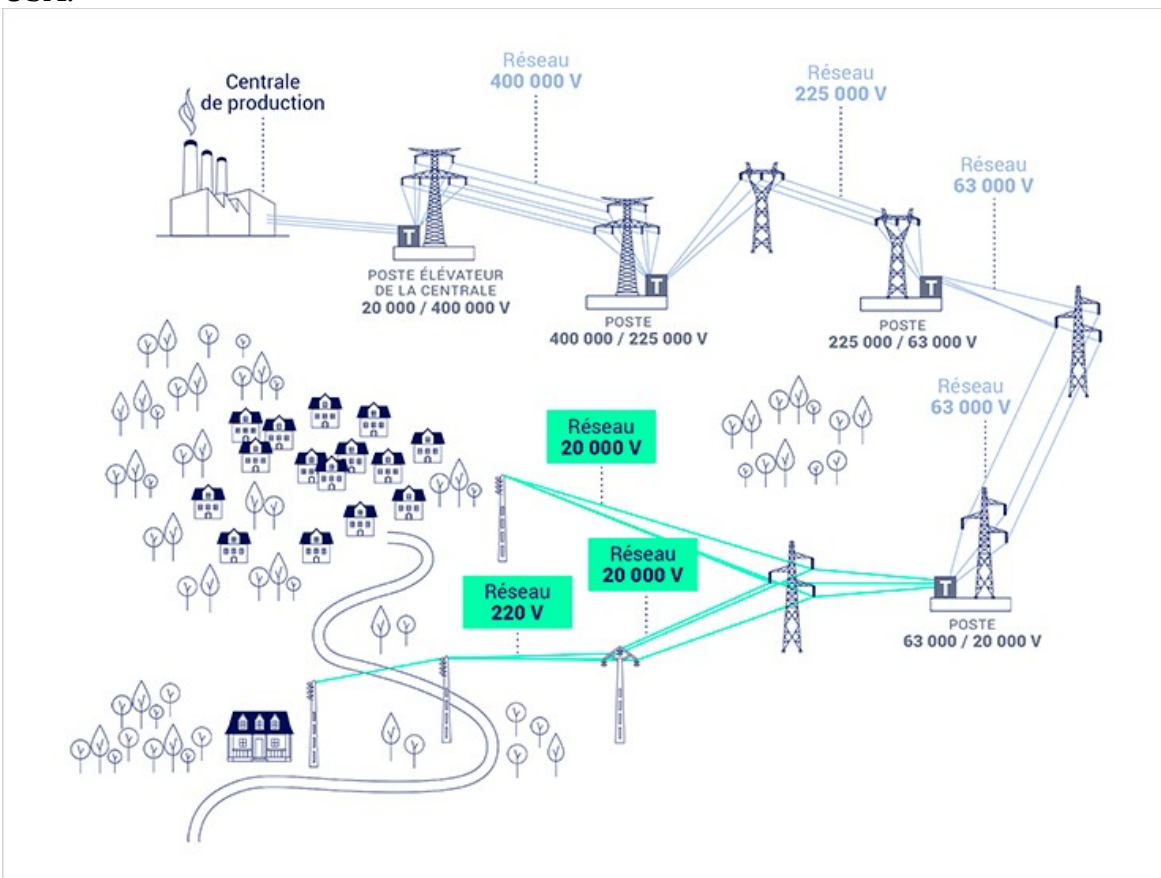 Centrale
de production
Réseau
400 000 V
Réseau
225 000 V
Réseau
63 000 V
T
T
T
POSTE ÉLÉVATEUR
DE LA CENTRALE
20 000 / 400 000 V
POSTE
400 000 / 225 000 V
POSTE
225 000 / 63 000 V
Réseau
63 000 V
Réseau
20 000 V
Réseau
20 000 V
Réseau
220 V
T
POSTE
63 000 / 20 000 V